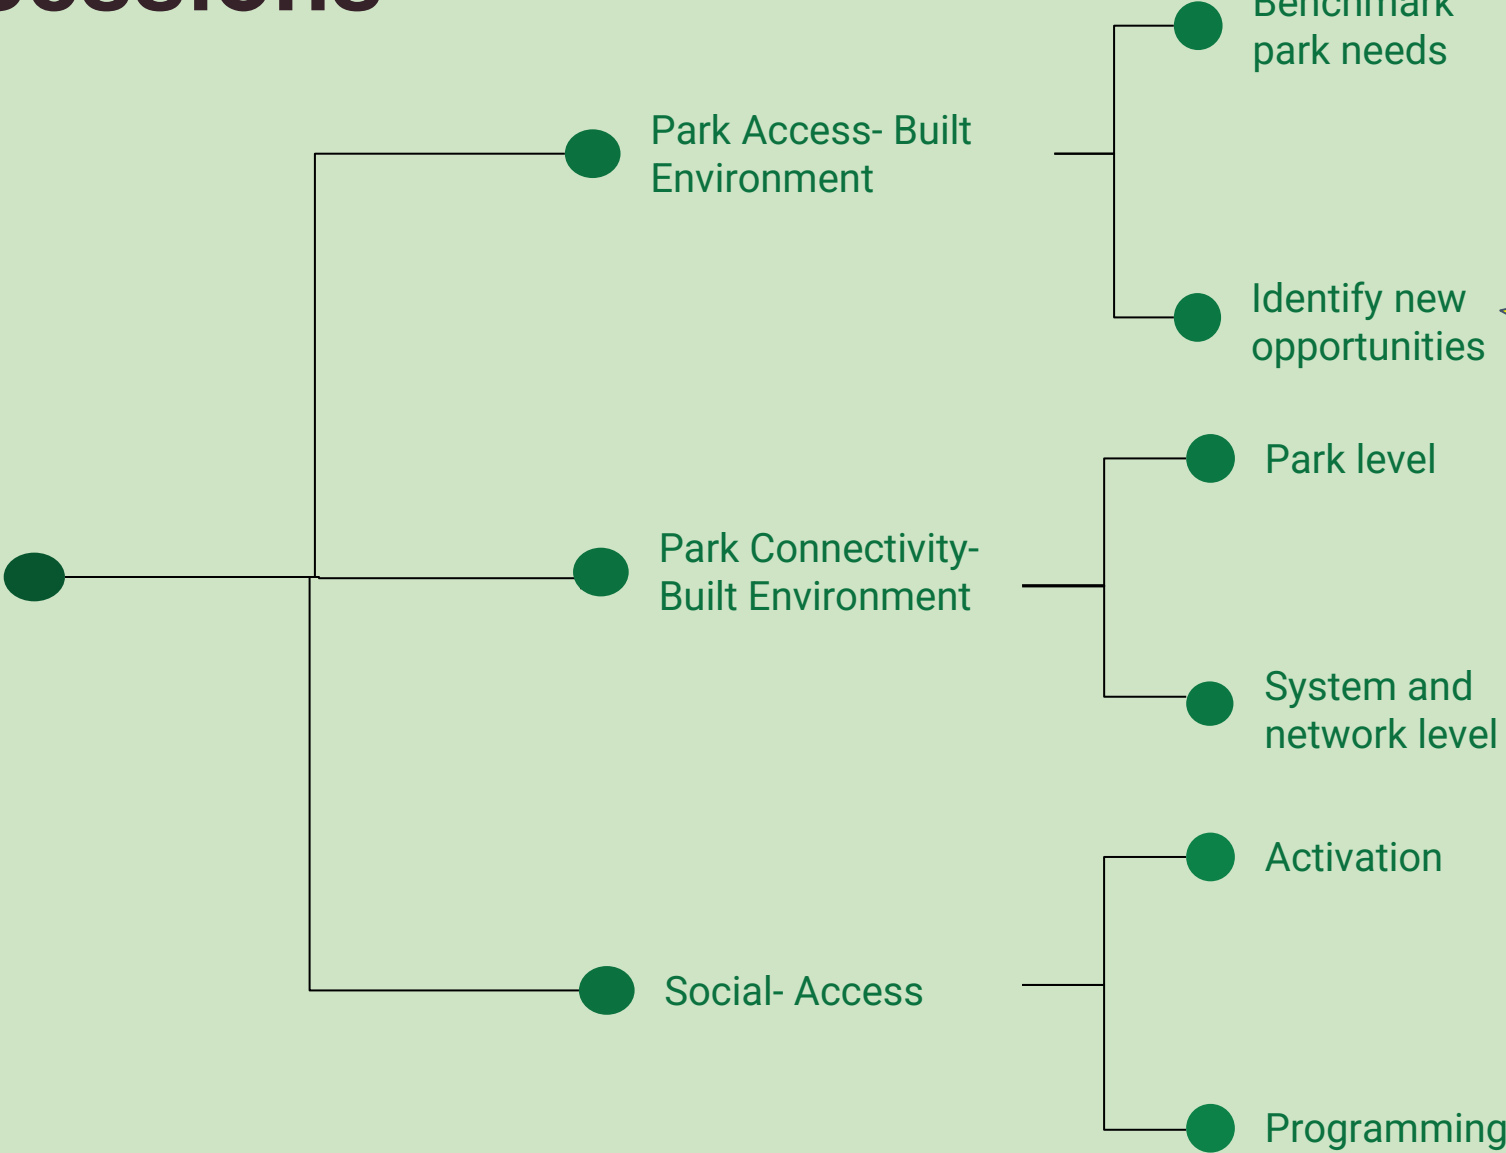 Benchmark
park needs
Park Access- Built
Environment
Identify new
opportunities
Park level
Park Connectivity-
Built Environment
System and
network level
Activation
Social- Access
Programming